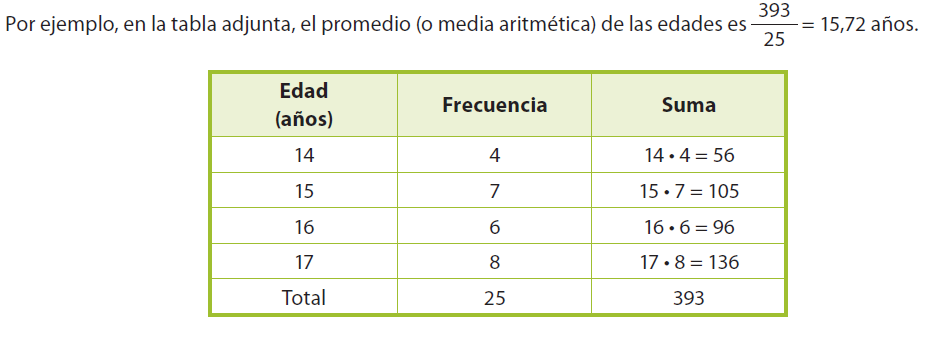 Por ejemplo, en la tabla adjunta, el promedio (o media aritmética) de las edades es 393/25 = 15,72 años.
Edad (años) Frecuencia Suma
14 4 14 • 4 = 56
15 7 15 • 7 = 105
16 6 16 • 6 = 96
17 8 17 • 8 = 136
Total 25 393